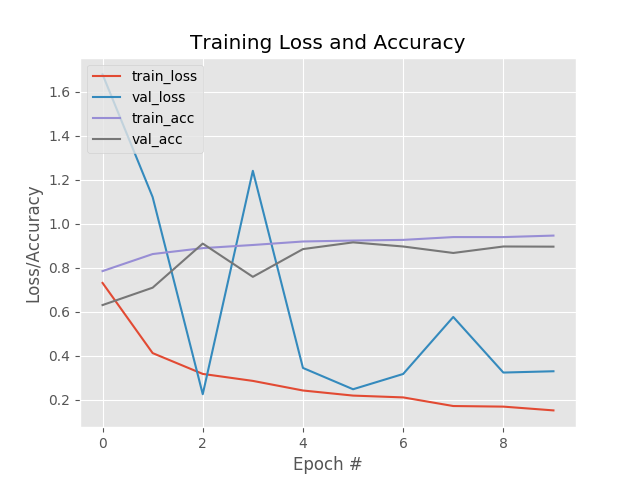 Training Loss and Accuracy
train_loss
val_loss
train_acc
val_acc
1.6
1.4
1.2
1.0
0.8
0.6
0.4
0.2
Loss/Accuracy
0 2 4 6 8
Epoch #